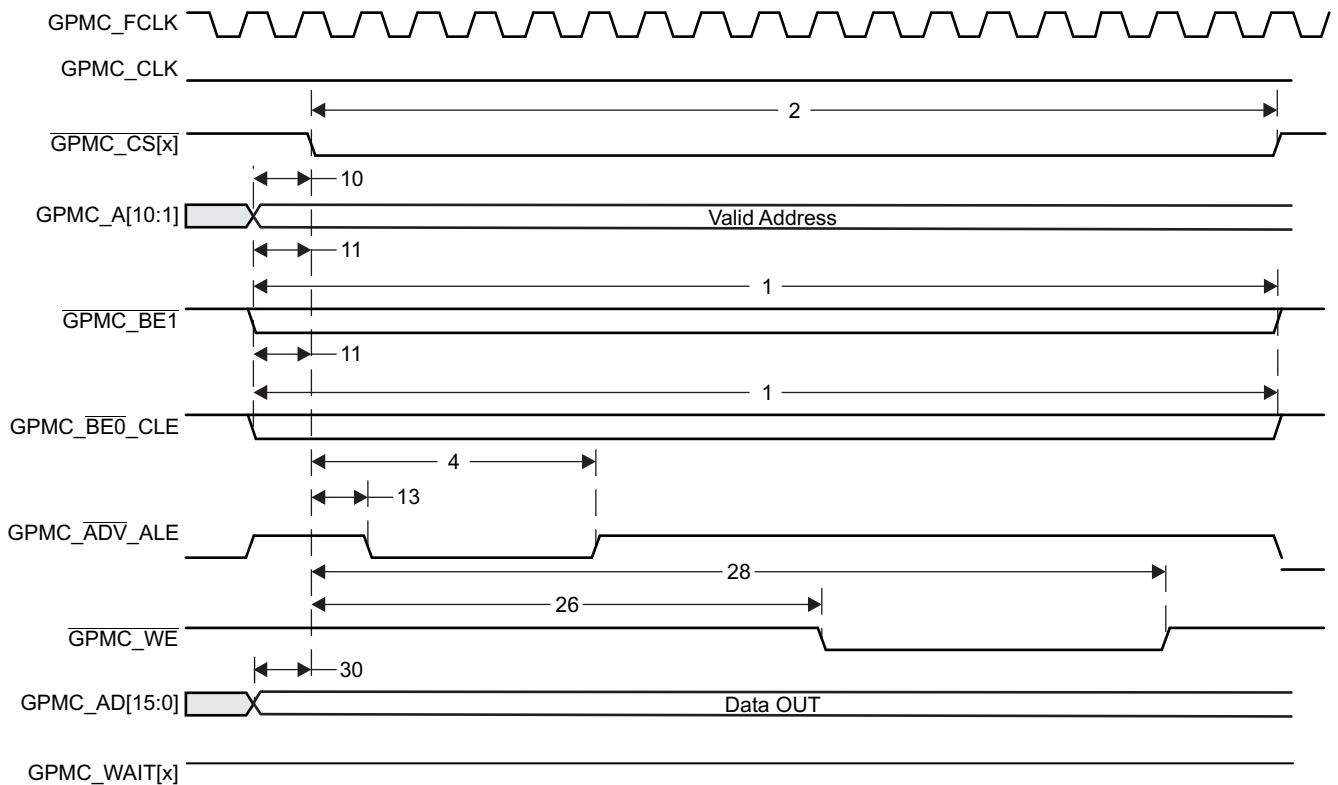 GPMC_FCLK
GPMC_CLK
2
GPMC_CS[x]
10
GPMC_A[10:1]
Valid Address
11
1
GPMC_BE1
11
1
GPMC_BE0_CLE
4
13
GPMC_ADV_ALE
28
26
GPMC_WE
30
GPMC_AD[15:0]
Data OUT
GPMC_WAIT[x]